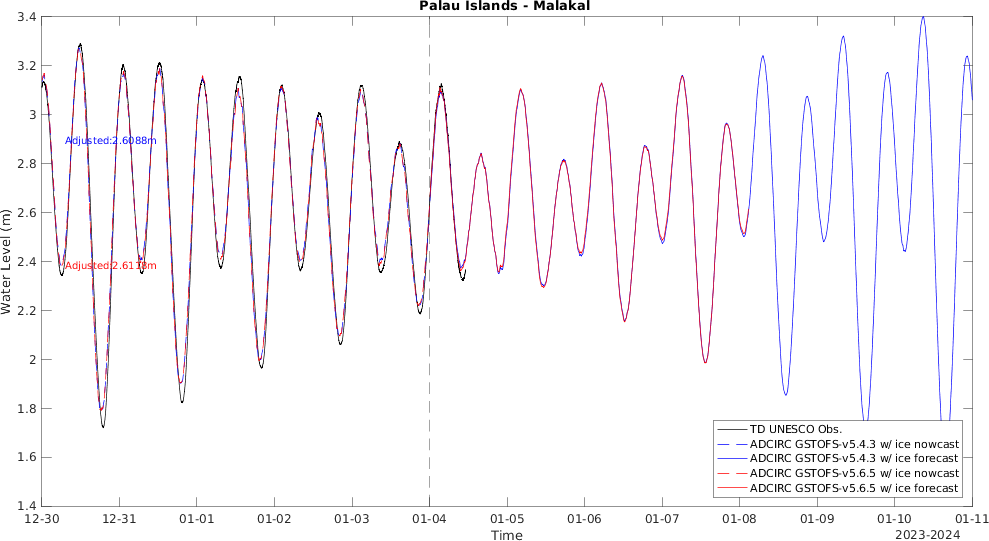 Palau Islands - Malakal
3.4
3.2
3
2.8
2.6
2.4
2.2
2
1.8
1.6
1.4
Water Level (m)
Adjusted:2.6088m
Adjusted:2.6118m
TD UNESCO Obs.
ADCIRC GSTOFS-v5.4.3 w/ ice nowcast
ADCIRC GSTOFS-v5.4.3 w/ ice forecast
ADCIRC GSTOFS-v5.6.5 w/ ice nowcast
ADCIRC GSTOFS-v5.6.5 w/ ice forecast
12-30 12-31 01-01 01-02 01-03 01-04 01-05 01-06 01-07 01-08 01-09 01-10 01-11
Time
2023-2024